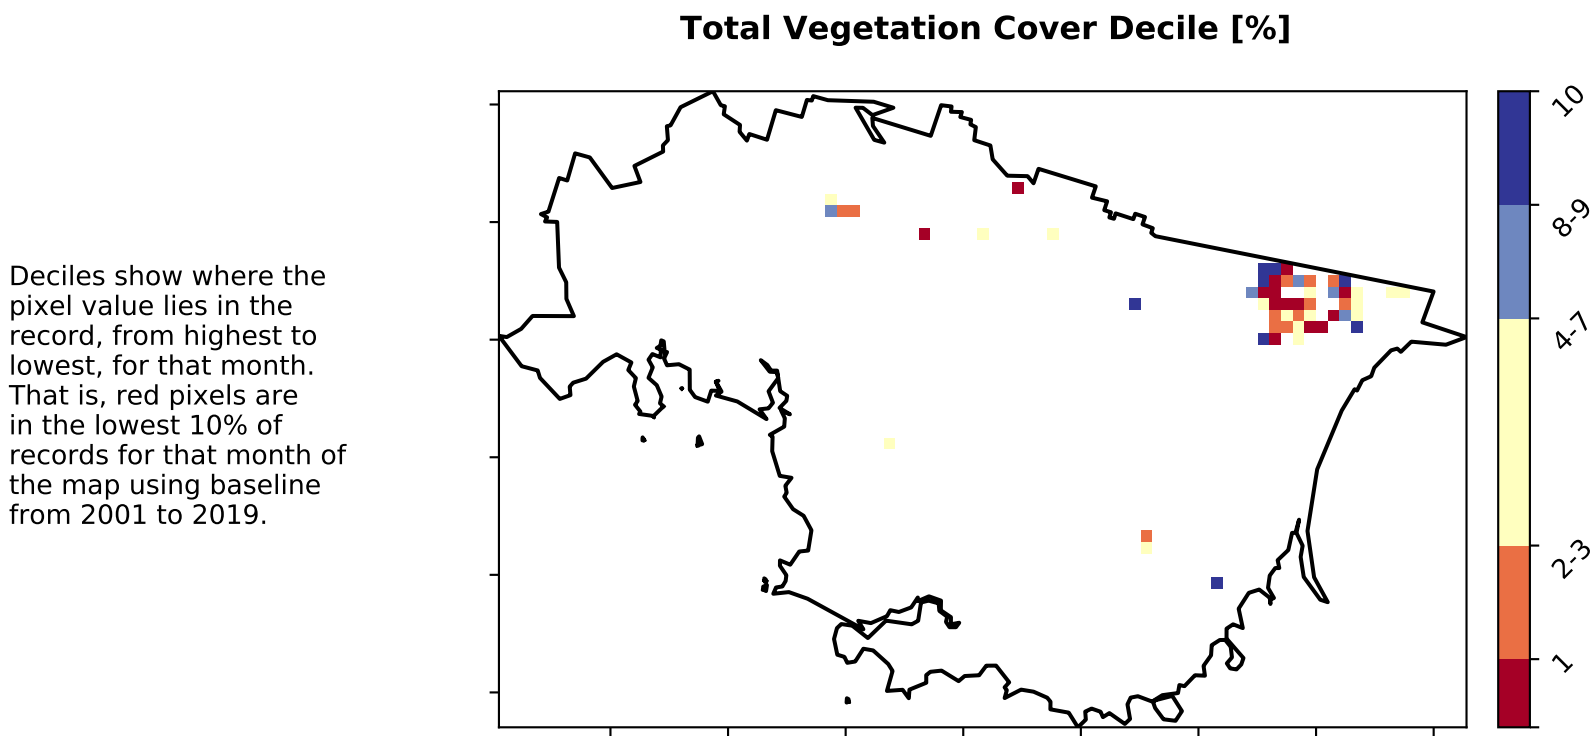 Total Vegetation Cover Decile [%]
Deciles show where the
pixel value lies in the
record, from highest to
lowest, for that month.
That is, red pixels are
in the lowest 10% of
records for that month of
the map using baseline
from 2001 to 2019.
10
8-9
4-7
2-3
1